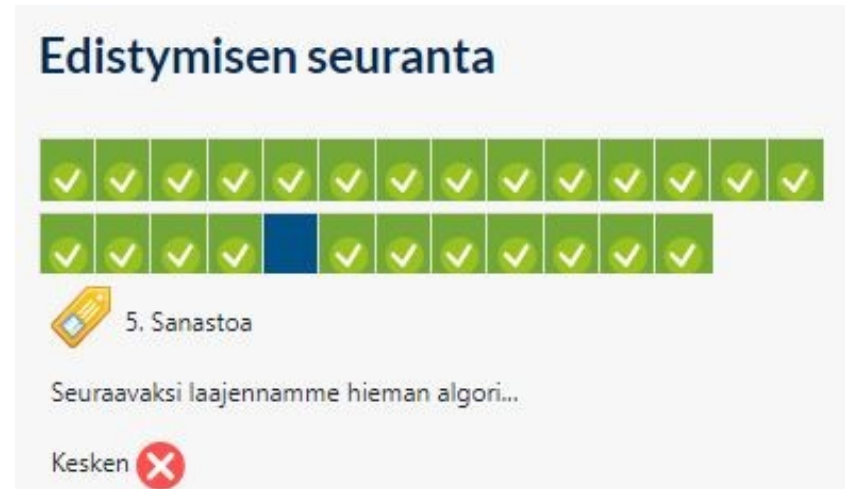 Edistymisen seuranta
5. Sanastoa
Seuraavaksi laajennamme hieman algori...
Kesken